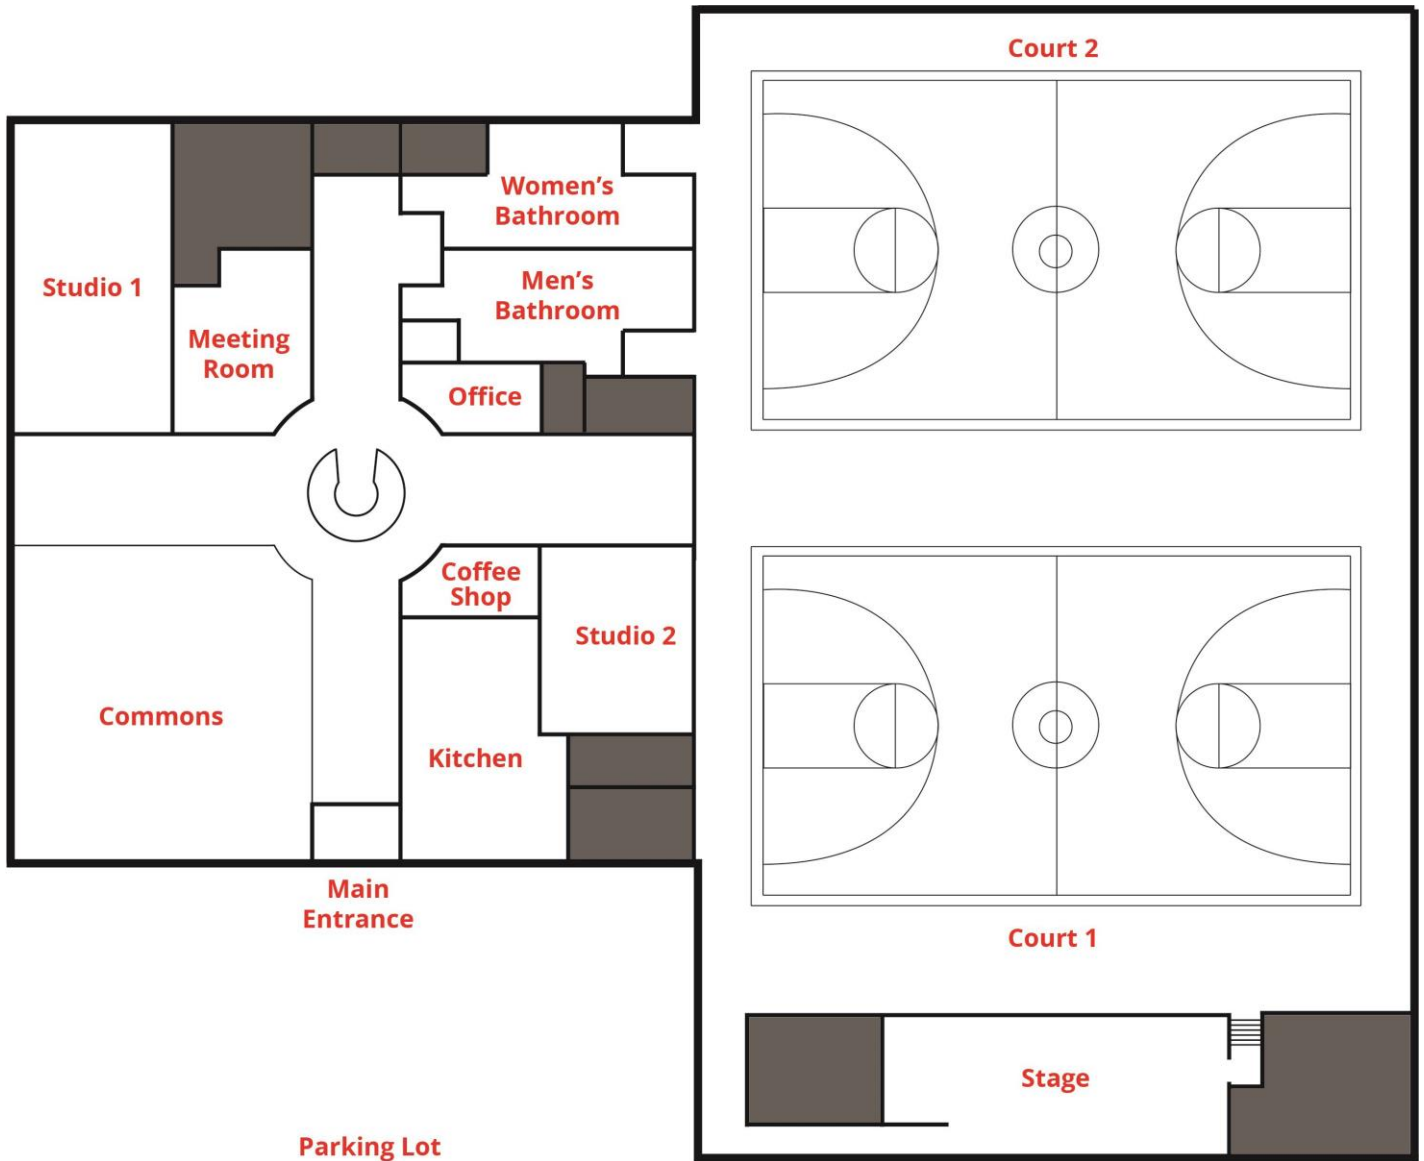 Court 2
Women’s
Bathroom
Studio 1
Men’s
Bathroom
Meeting
Room
Office
Coffee
Shop
Studio 2
Commons
Kitchen
Main
Entrance
Court 1
Stage
Parking Lot